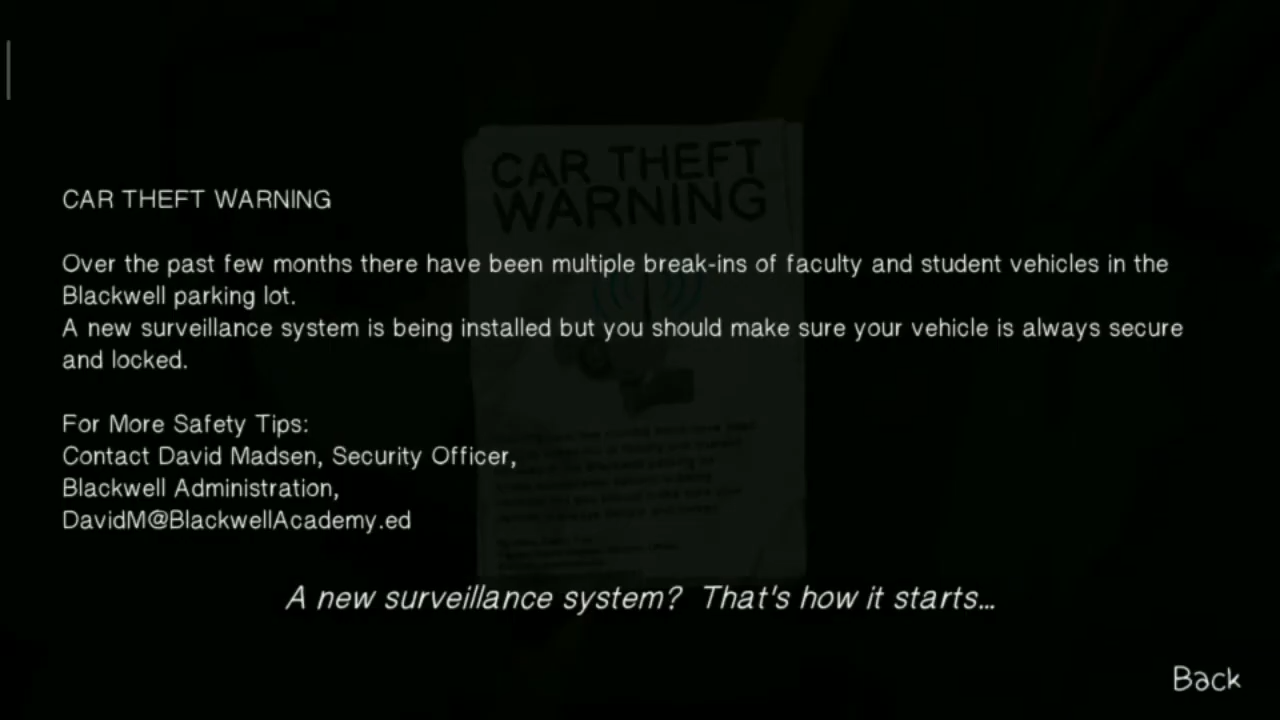 CAR THEFT
WARNING
CAR THEFT WARNING
Over the past few months there have been multiple break-ins of faculty and student vehicles in the
Blackwell parking lot.
A new surveillance system is being installed but you should make sure your vehicle is always secure
and locked.
For More Safety Tips:
Contact David Madsen, Security Officer,
Blackwell Administration,
DavidM@BlackwellAcademy.ed
A new surveillance system? That's how it starts...
Back